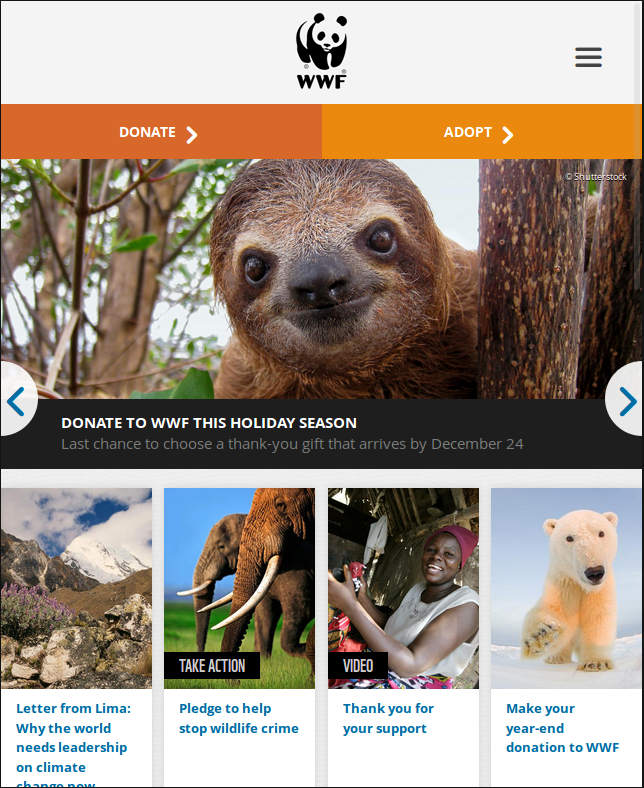 WWF
DONATE
ADOPT
© Shutterstock
DONATE TO WWF THIS HOLIDAY SEASON
Last chance to choose a thank-you gift that arrives by December 24
TAKE ACTION
VIDEO
Letter from Lima:
Why the world
needs leadership
on climate
change now
Pledge to help
stop wildlife crime
Thank you for
your support
Make your
year-end
donation to WWF